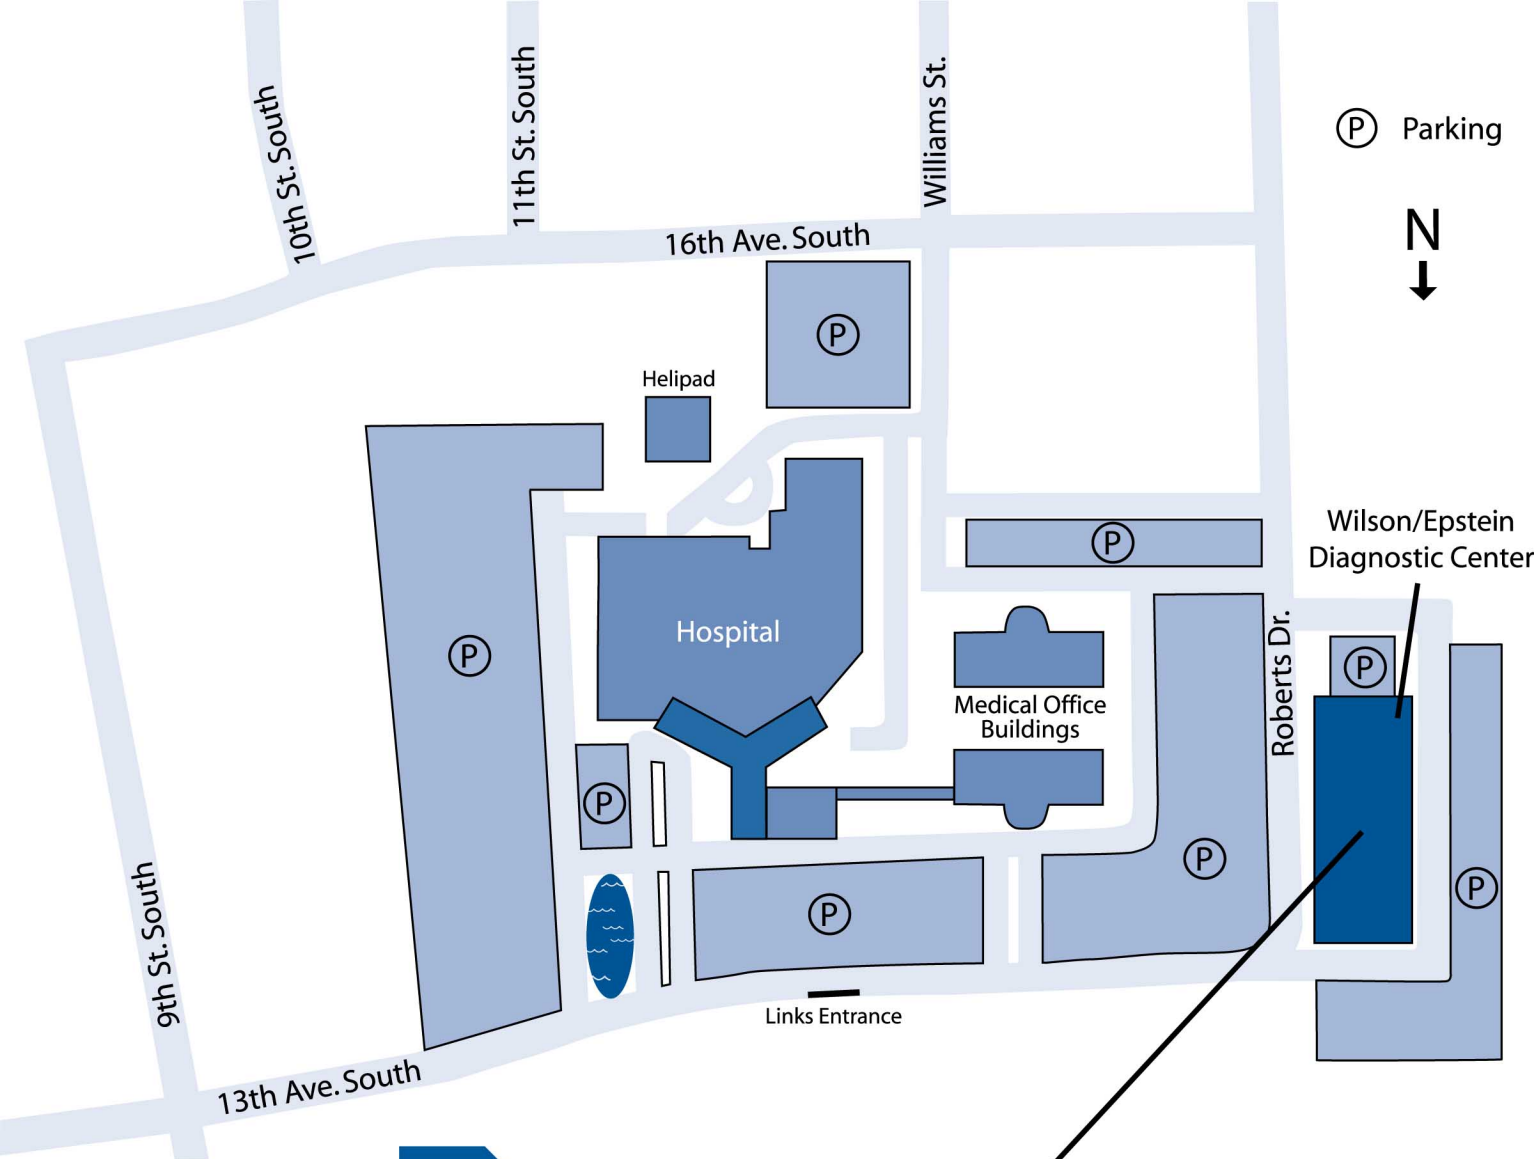 10th St. South
11th St. South
Williams St.
P Parking
N
16th Ave. South
P
Helipad
Wilson/Epstein
Diagnostic Center
P
Hospital
P
Roberts Dr.
P
Medical Office
Buildings
P
P
P
P
9th St. South
Links Entrance
13th Ave. South